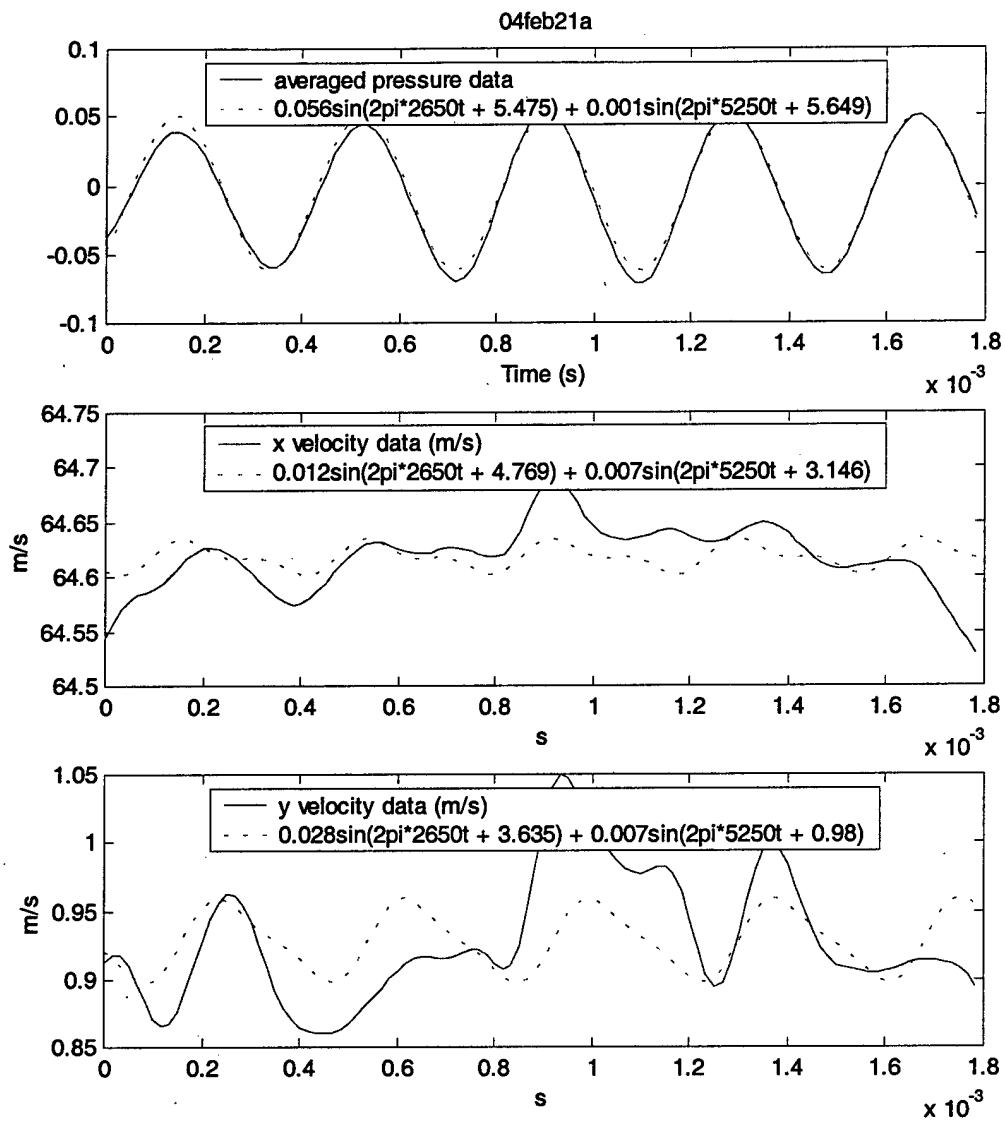 04feb21a
0.1
averaged pressure data
0.056sin(2pi*2650t + 5.475) + 0.001sin(2pi*5250t + 5.649)
0.05
0
-0.05
-0.1
0 0.2 0.4 0.6 0.8 1 1.2 1.4 1.6 1.8
Time (s)
x 10^-3
64.75
x velocity data (m/s)
0.012sin(2pi*2650t + 4.769) + 0.007sin(2pi*5250t + 3.146)
64.7
64.65
m/s
64.6
64.55
64.5
0 0.2 0.4 0.6 0.8 1 1.2 1.4 1.6 1.8
s
x 10^-3
1.05
y velocity data (m/s)
0.028sin(2pi*2650t + 3.635) + 0.007sin(2pi*5250t + 0.98)
1
m/s
0.95
0.9
0.85
0 0.2 0.4 0.6 0.8 1 1.2 1.4 1.6 1.8
s
x 10^-3